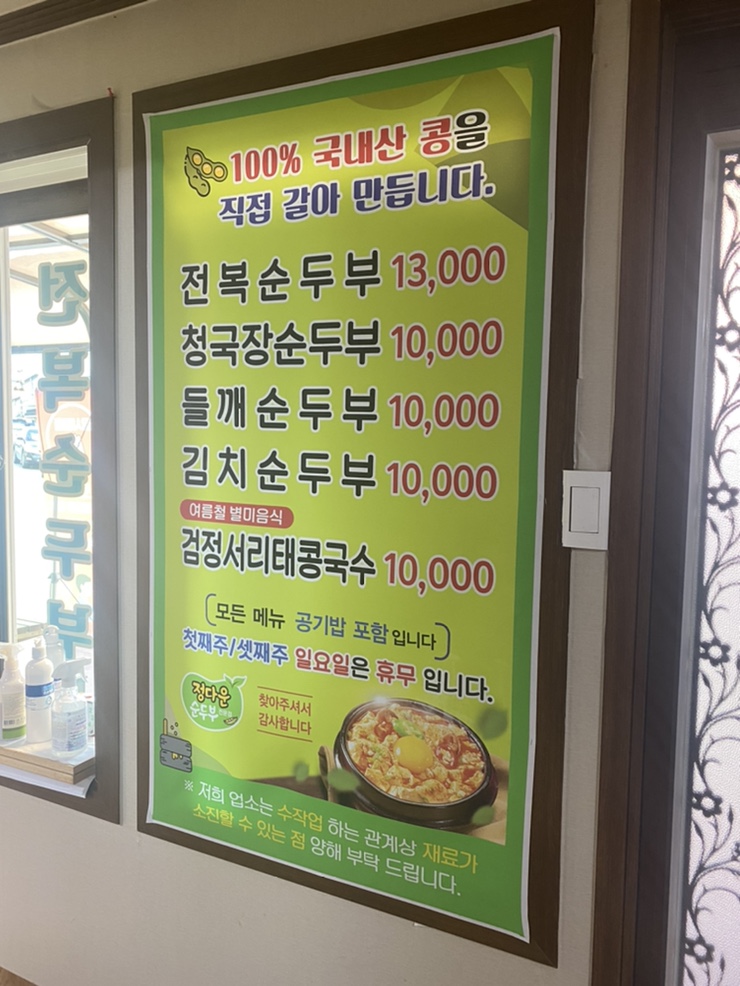 100% 국내산 콩을
직접 갈아 만듭니다.
전복순두부 13,000
청국장순두부 10,000
들깨순두부 10,000
김치순두부 10,000
여름철 별미음식
검정서리태콩국수 10,000
(모든 메뉴 공기밥 포함입니다)
첫째주/셋째주 일요일은 휴무 입니다.
정다운
순두부
찾아주셔서
감사합니다
※ 저희 업소는 수작업 하는 관계상 재료가
소진할 수 있는 점 양해 부탁 드립니다.
전복순두부